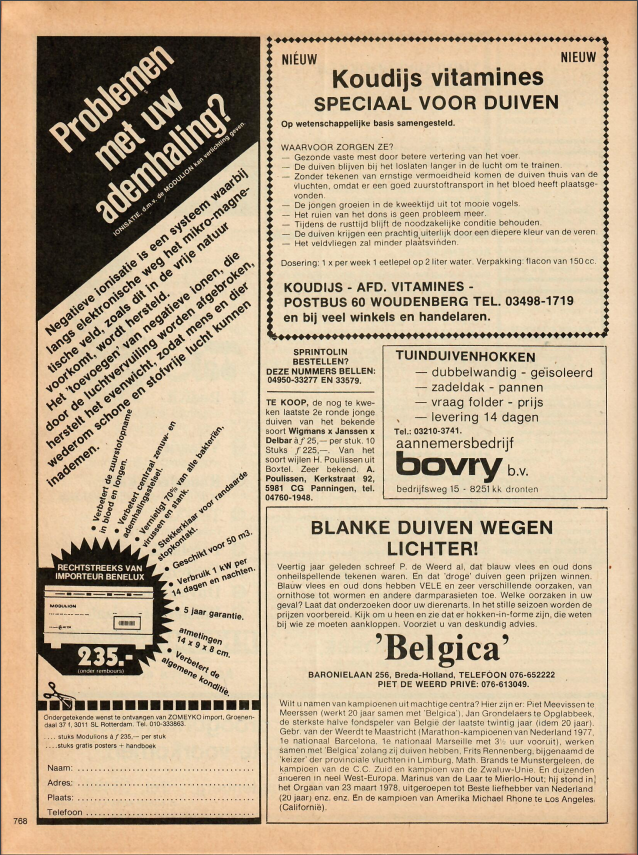 Problemen
met uw
ademhaling?
IONISATIE, d.m.v. de MODULION kan verlichting geven.
Negatieve ionisatie is een systeem waarbij
langs elektronische weg het mikro-magne-
tische veld, zoals dit in de vrije natuur
voorkomt, wordt hersteld.
Het 'toevoegen' van negatieve ionen, die
door de luchtvervuiling worden afgebroken,
herstelt het evenwicht, zodat mens en dier
wederom schone en stofvrije lucht kunnen
inademen.
• Verbetert de zuurstofopname
in bloed en longen.
• Verbetert centraal zenuw- en
ademhalingsstelsel.
• Vernietigt 70% van alle bakteriën,
virussen en stank.
• Stekkerklaar voor randaarde
stopkontakt.
• Geschikt voor 50 m3.
• Verbruik 1 kW per
14 dagen en nachten.
• 5 jaar garantie.
• afmetingen
14 x 9 x 8 cm.
• Verbetert de
algemene konditie.
RECHTSTREEKS VAN
IMPORTEUR BENELUX
MODULION
235.-
(onder rembours)
Ondergetekende wenst te ontvangen van ZOMEYKO import, Groenen-
daal 37 f, 3011 SL Rotterdam. Tel. 010-333863.
.... stuks Modulions à ƒ 235,— per stuk
.... stuks gratis posters + handboek
Naam:
Adres:
Plaats:
Telefoon
768
NIEUW NIEUW
Koudijs vitamines
SPECIAAL VOOR DUIVEN
Op wetenschappelijke basis samengesteld.
WAARVOOR ZORGEN ZE?
— Gezonde vaste mest door betere vertering van het voer.
— De duiven blijven bij het loslaten langer in de lucht om te trainen.
— Zonder tekenen van ernstige vermoeidheid komen de duiven thuis van de
vluchten, omdat er een goed zuurstoftransport in het bloed heeft plaatsge-
vonden.
— De jongen groeien in de kweektijd uit tot mooie vogels.
— Het ruien van het dons is geen probleem meer.
— Tijdens de rusttijd blijft de noodzakelijke conditie behouden.
— De duiven krijgen een prachtig uiterlijk door een diepere kleur van de veren.
— Het veldvliegen zal minder plaatsvinden.
Dosering: 1 x per week 1 eetlepel op 2 liter water. Verpakking: flacon van 150 cc.
KOUDIJS - AFD. VITAMINES -
POSTBUS 60 WOUDENBERG TEL. 03498-1719
en bij veel winkels en handelaren.
SPRINTOLIN
BESTELLEN?
DEZE NUMMERS BELLEN:
04950-33277 EN 33579.
TE KOOP, de nog te kwe-
ken laatste 2e ronde jonge
duiven van het bekende
soort Wigmans x Janssen x
Delbar à ƒ 25,— per stuk. 10
Stuks ƒ 225,—. Van het
soort wijlen H. Poulissen uit
Boxtel. Zeer bekend. A.
Poulissen, Kerkstraat 92,
5981 CG Panningen, tel.
04760-1948.
TUINDUIVENHOKKEN
— dubbelwandig - geïsoleerd
— zadeldak - pannen
— vraag folder - prijs
— levering 14 dagen
Tel.: 03210-3741.
aannemersbedrijf
bovry b.v.
bedrijfsweg 15 - 8251 kk dronten
BLANKE DUIVEN WEGEN
LICHTER!
Veertig jaar geleden schreef P. de Weerd al, dat blauw vlees en oud dons
onheilspellende tekenen waren. En dat 'droge' duiven geen prijzen winnen.
Blauw vlees en oud dons hebben VELE en zeer verschillende oorzaken, van
ornithose tot wormen en andere darmparasieten toe. Welke oorzaken in uw
geval? Laat dat onderzoeken door uw dierenarts. In het stille seizoen worden de
prijzen voorbereid. Kijk om u heen en zie dat er hokken-in-forme zijn, die weten
bij wie ze moeten aankloppen. Voorziet u van deskundig advies.
'Belgica'
BARONIELAAN 256, Breda-Holland, TELEFOON 076-652222
PIET DE WEERD PRIVÉ: 076-613049.
Wilt u namen van kampioenen uit machtige centra? Hier zijn er: Piet Meevissen te
Meerssen (werkt 20 jaar samen met 'Belgica'), Jan Grondelaers te Opglabbeek,
de sterkste halve fondspeler van België der laatste twintig jaar (idem 20 jaar).
Gebr. van der Weerdt te Maastricht (Marathon-kampioenen van Nederland 1977,
1e nationaal Barcelona, 1e nationaal Marseille met 3½ uur vooruit), werken
samen met 'Belgica' zolang zij duiven hebben, Frits Rennenberg, bijgenaamd de
'keizer' der provinciale vluchten in Limburg, Math. Brands te Munstergeleen, de
kampioen van de C.C. Zuid en kampioen van de Zwaluw-Unie. En duizenden
anderen in neel West-Europa. Marinus van de Laar te Mierlo-Hout; hij stond in
het Orgaan van 23 maart 1978, uitgeroepen tot Beste liefhebber van Nederland
(20 jaar) enz. enz. En de kampioen van Amerika Michael Rhone te Los Angeles
(Californië).